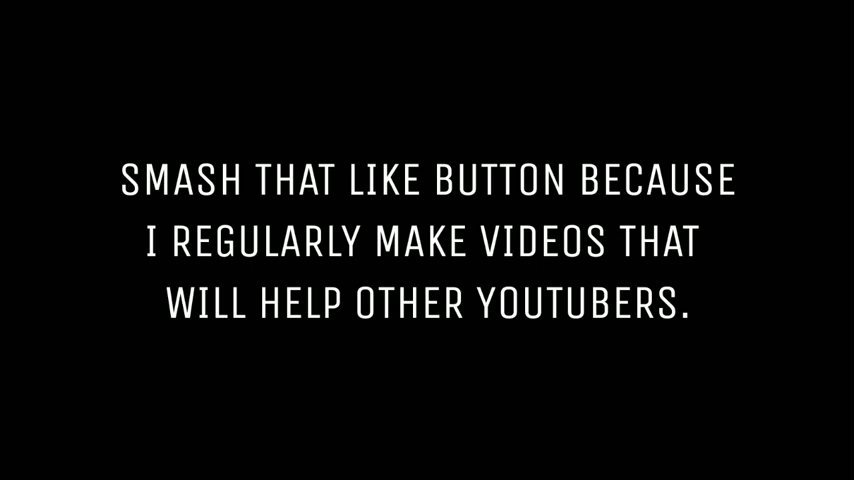 SMASH THAT LIKE BUTTON BECAUSE
I REGULARLY MAKE VIDEOS THAT
WILL HELP OTHER YOUTUBERS.